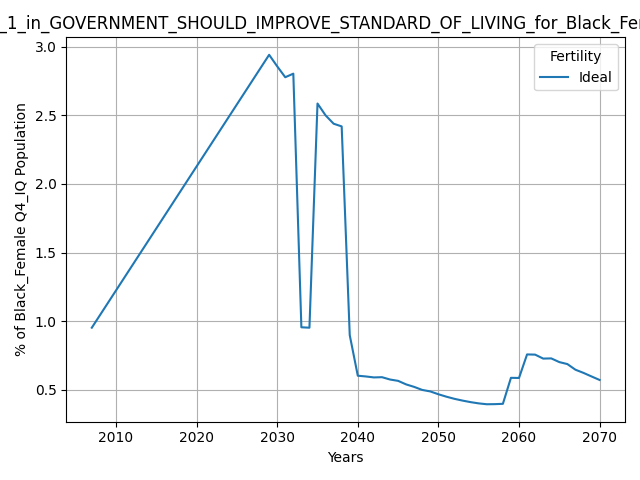 _1_in_GOVERNMENT_SHOULD_IMPROVE_STANDARD_OF_LIVING_for_Black_Fem
3.0
2.5
2.0
1.5
1.0
0.5
% of Black_Female Q4_IQ Population
Fertility
Ideal
2010 2020 2030 2040 2050 2060 2070
Years